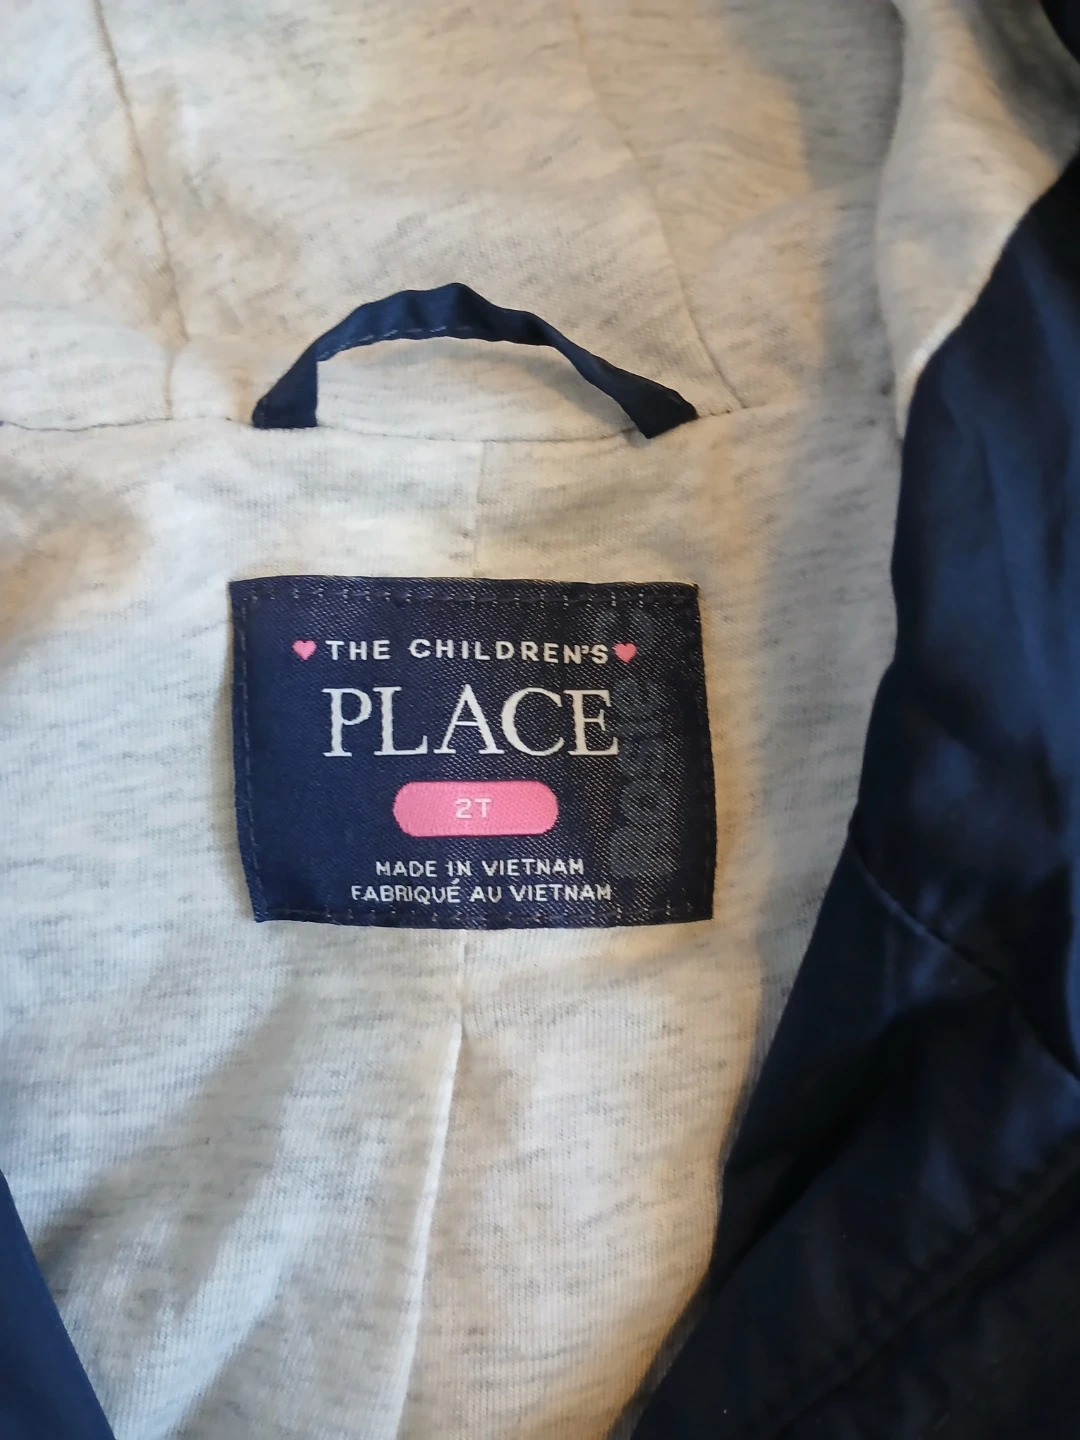 THE CHILDREN'S
PLACE
2T
MADE IN VIETNAM
FABRIQUÉ AU VIETNAM